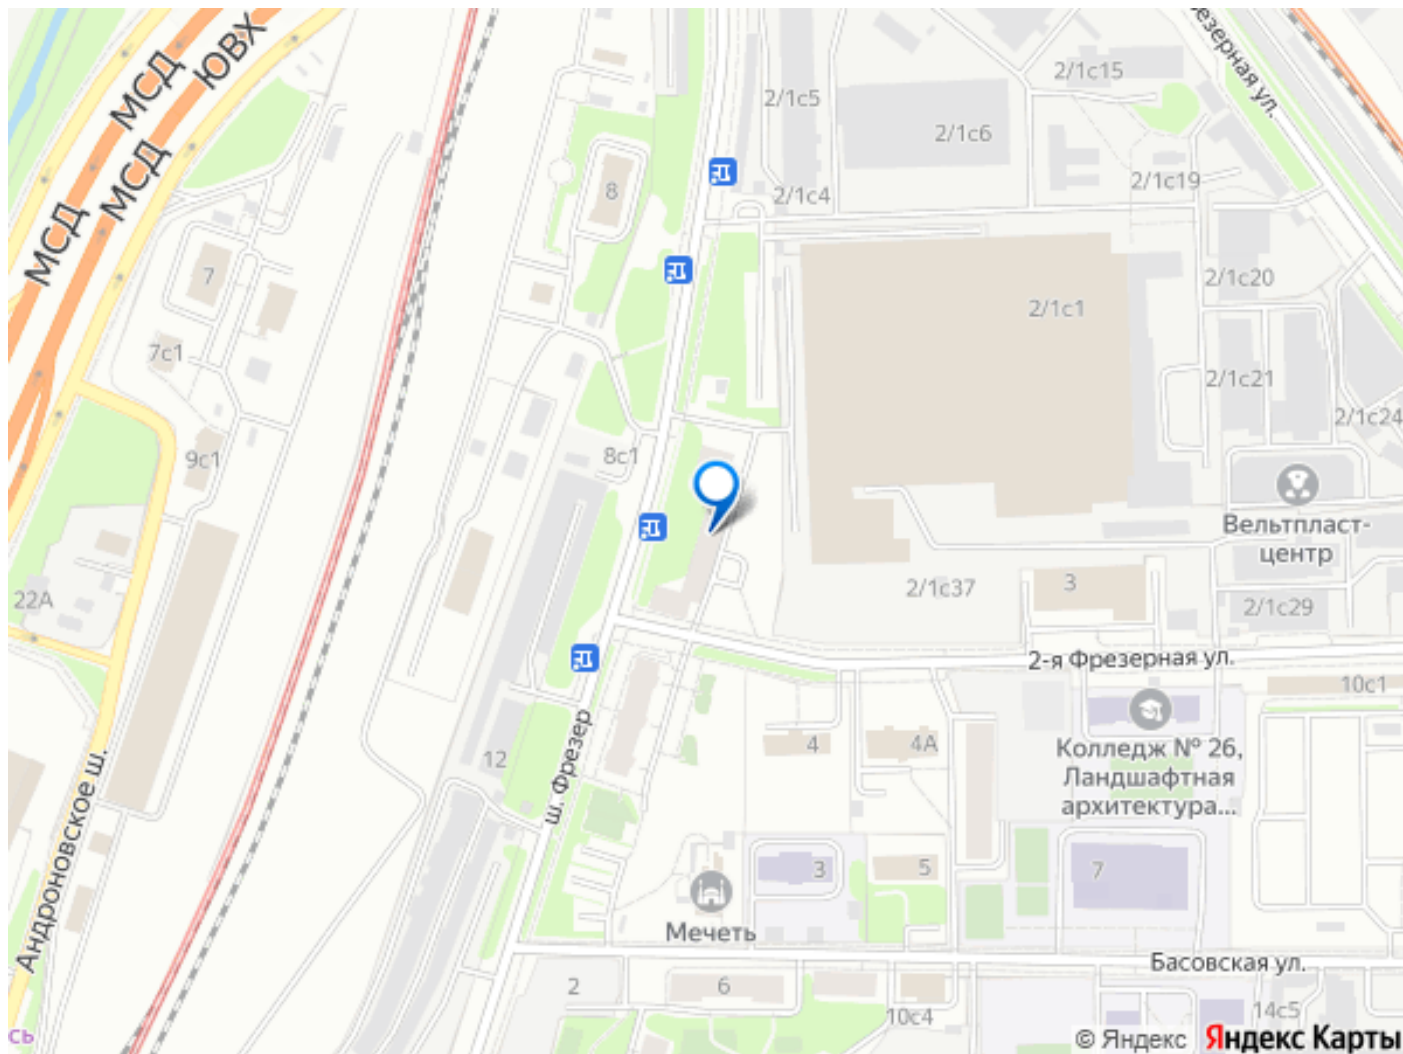 МСД
МСД
МСД
ЮВХ
МСД
езерная ул.
2/1с15
2/1с5
2/1с6
8
2/1с4
2/1с19
7
2/1с20
2/1с1
7с1
2/1с21
2/1с24
9с1
8с1
Вельтпласт-
центр
22А
2/1с37
3
2/1с29
2-я Фрезерная ул.
10с1
4
4А
Колледж № 26,
Ландшафтная
архитектура...
12
ш. Фрезер
Андроновское ш.
3
5
7
Мечеть
Басовская ул.
2
6
10с4
14с5
сь
© Яндекс
Яндекс Карты